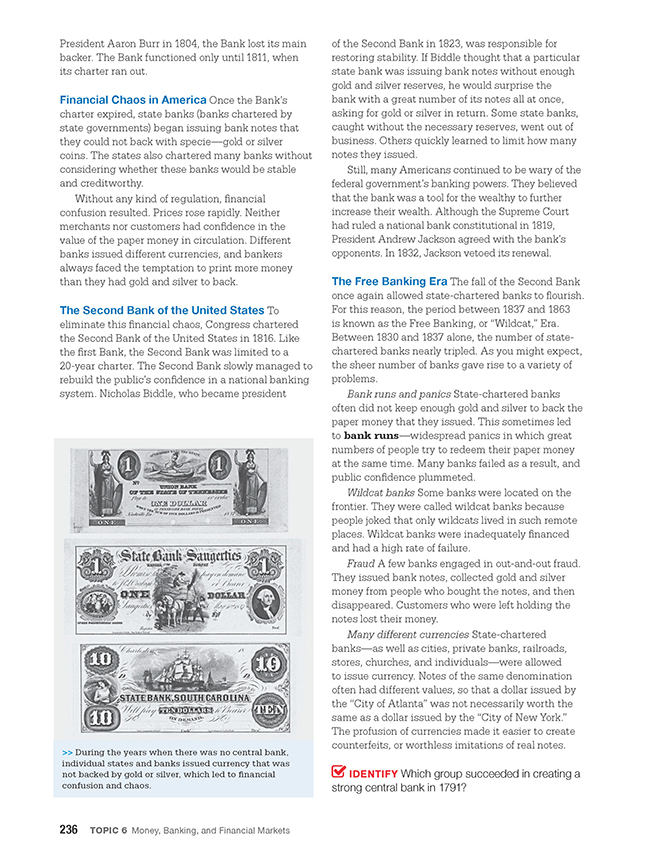 President Aaron Burr in 1804, the Bank lost its main
backer. The Bank functioned only until 1811, when
its charter ran out.
Financial Chaos in America Once the Bank's
charter expired, state banks (banks chartered by
state governments) began issuing bank notes that
they could not back with specie—gold or silver
coins. The states also chartered many banks without
considering whether these banks would be stable
and creditworthy.
Without any kind of regulation, financial
confusion resulted. Prices rose rapidly. Neither
merchants nor customers had confidence in the
value of the paper money in circulation. Different
banks issued different currencies, and bankers
always faced the temptation to print more money
than they had gold and silver to back.
The Second Bank of the United States To
eliminate this financial chaos, Congress chartered
the Second Bank of the United States in 1816. Like
the first Bank, the Second Bank was limited to a
20-year charter. The Second Bank slowly managed to
rebuild the public's confidence in a national banking
system. Nicholas Biddle, who became president
1
1
UNION BANK
OF THE STATE OF TENNESSEE
ONE DOLLAR
ONE
ONE
State Bank Saugerties
1
1
ONE
DOLLAR
10
10
STATE BANK, SOUTH CAROLINA
Will pay TEN DOLLARS
ON DEMAND
10
TEN
>> During the years when there was no central bank,
individual states and banks issued currency that was
not backed by gold or silver, which led to financial
confusion and chaos.
of the Second Bank in 1823, was responsible for
restoring stability. If Biddle thought that a particular
state bank was issuing bank notes without enough
gold and silver reserves, he would surprise the
bank with a great number of its notes all at once,
asking for gold or silver in return. Some state banks,
caught without the necessary reserves, went out of
business. Others quickly learned to limit how many
notes they issued.
Still, many Americans continued to be wary of the
federal government's banking powers. They believed
that the bank was a tool for the wealthy to further
increase their wealth. Although the Supreme Court
had ruled a national bank constitutional in 1819,
President Andrew Jackson agreed with the bank's
opponents. In 1832, Jackson vetoed its renewal.
The Free Banking Era The fall of the Second Bank
once again allowed state-chartered banks to flourish.
For this reason, the period between 1837 and 1863
is known as the Free Banking, or “Wildcat,” Era.
Between 1830 and 1837 alone, the number of state-
chartered banks nearly tripled. As you might expect,
the sheer number of banks gave rise to a variety of
problems.
Bank runs and panics State-chartered banks
often did not keep enough gold and silver to back the
paper money that they issued. This sometimes led
to bank runs—widespread panics in which great
numbers of people try to redeem their paper money
at the same time. Many banks failed as a result, and
public confidence plummeted.
Wildcat banks Some banks were located on the
frontier. They were called wildcat banks because
people joked that only wildcats lived in such remote
places. Wildcat banks were inadequately financed
and had a high rate of failure.
Fraud A few banks engaged in out-and-out fraud.
They issued bank notes, collected gold and silver
money from people who bought the notes, and then
disappeared. Customers who were left holding the
notes lost their money.
Many different currencies State-chartered
banks—as well as cities, private banks, railroads,
stores, churches, and individuals—were allowed
to issue currency. Notes of the same denomination
often had different values, so that a dollar issued by
the “City of Atlanta” was not necessarily worth the
same as a dollar issued by the “City of New York.”
The profusion of currencies made it easier to create
counterfeits, or worthless imitations of real notes.
IDENTIFY Which group succeeded in creating a
strong central bank in 1791?
236 TOPIC 6 Money, Banking, and Financial Markets